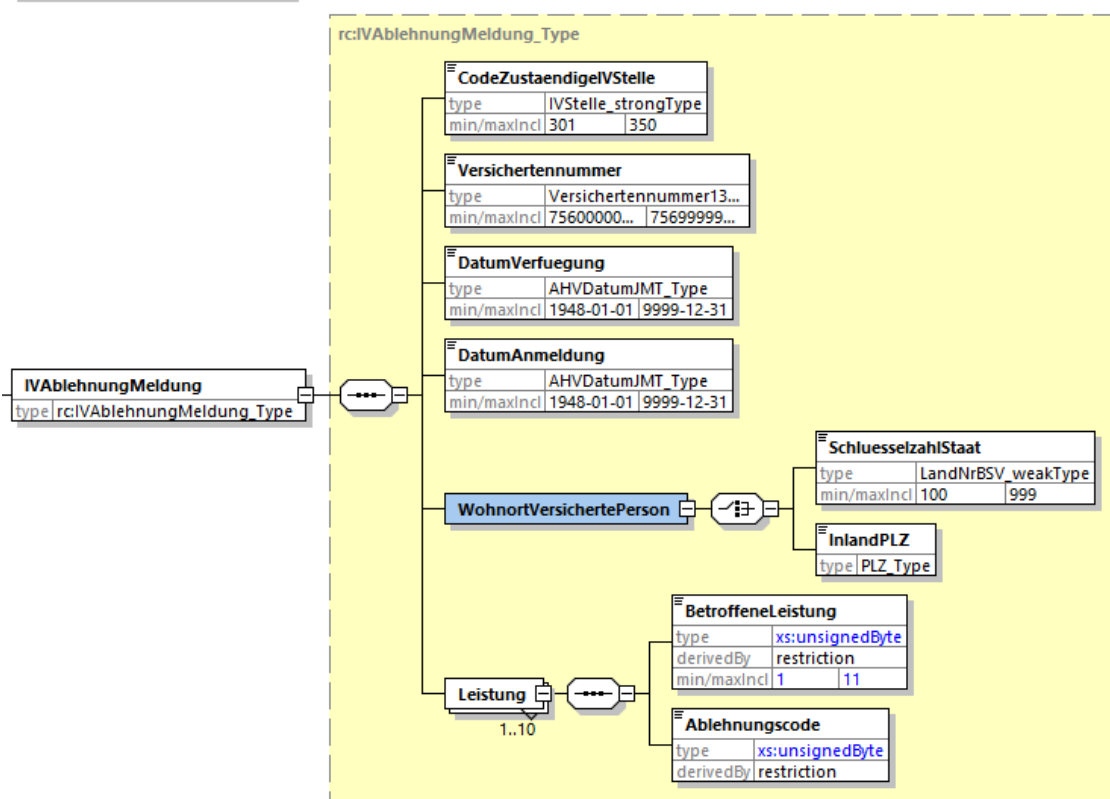 rc:IVAblehnungMeldung_Type
CodeZustaendigeIVStelle
type IVStelle_strongType
min/maxIncl 301 350
Versichertennummer
type Versichertennummer13...
min/maxIncl 75600000... 75699999...
DatumVerfuegung
type AHVDatumJMT_Type
min/maxIncl 1948-01-01 9999-12-31
DatumAnmeldung
type AHVDatumJMT_Type
min/maxIncl 1948-01-01 9999-12-31
IVAblehnungMeldung
type rc:IVAblehnungMeldung_Type
SchluesselzahlStaat
type LandNrBSV_weakType
min/maxIncl 100 999
WohnortVersichertePerson
InlandPLZ
type PLZ_Type
BetroffeneLeistung
type xs:unsignedByte
derivedBy restriction
min/maxIncl 1 11
Leistung
1..10
Ablehnungscode
type xs:unsignedByte
derivedBy restriction